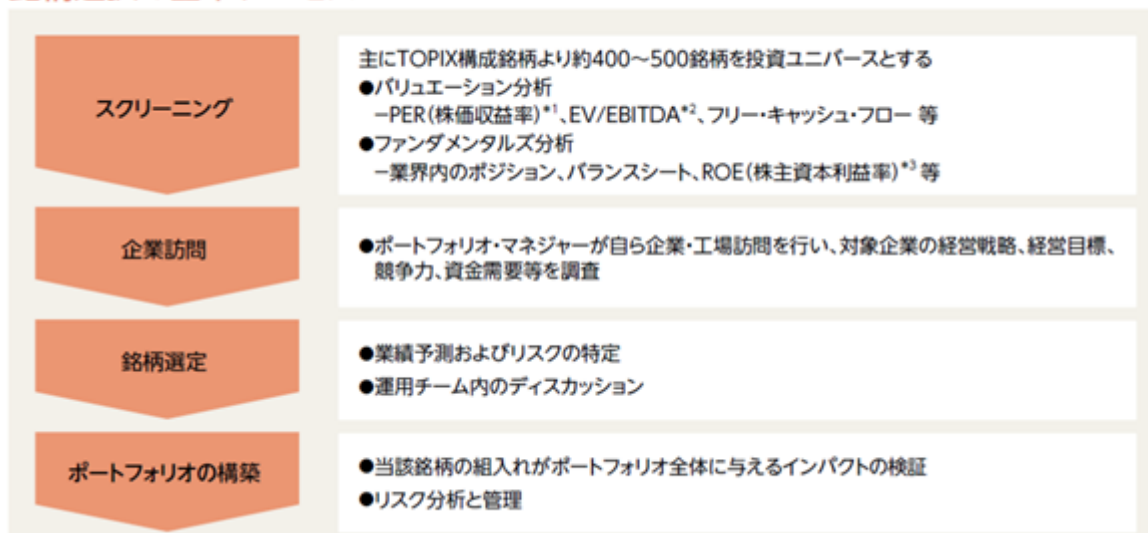 スクリーニング
主にTOPIX構成銘柄より約400～500銘柄を投資ユニバースとする
●バリュエーション分析
－PER(株価収益率)*1、EV/EBITDA*2、フリー・キャッシュ・フロー 等
●ファンダメンタルズ分析
－業界内のポジション、バランスシート、ROE(株主資本利益率)*3 等
企業訪問
●ポートフォリオ・マネジャーが自ら企業・工場訪問を行い、対象企業の経営戦略、経営目標、
競争力、資金需要等を調査
銘柄選定
●業績予測およびリスクの特定
●運用チーム内のディスカッション
ポートフォリオの構築
●当該銘柄の組入れがポートフォリオ全体に与えるインパクトの検証
●リスク分析と管理